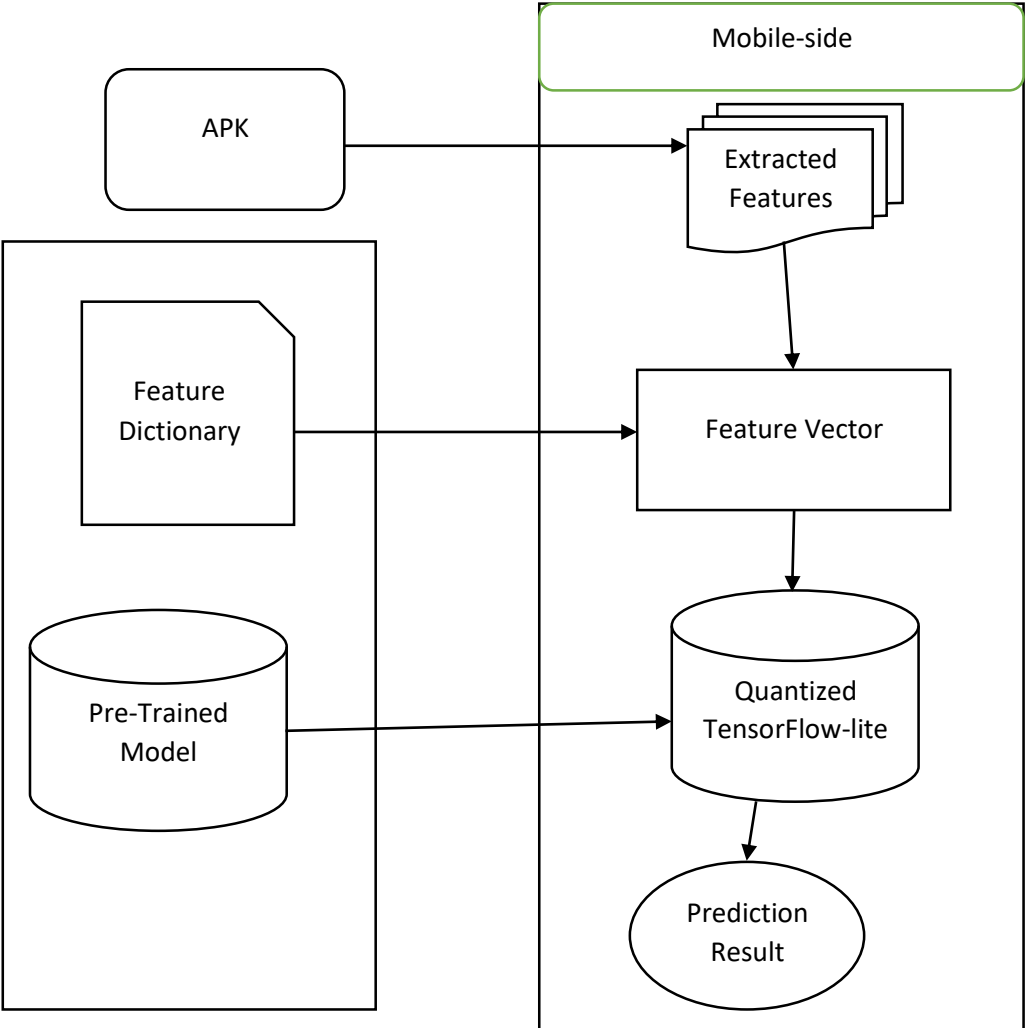 Mobile-side
APK
Extracted
Features
Feature
Dictionary
Feature Vector
Pre-Trained
Model
Quantized
TensorFlow-lite
Prediction
Result